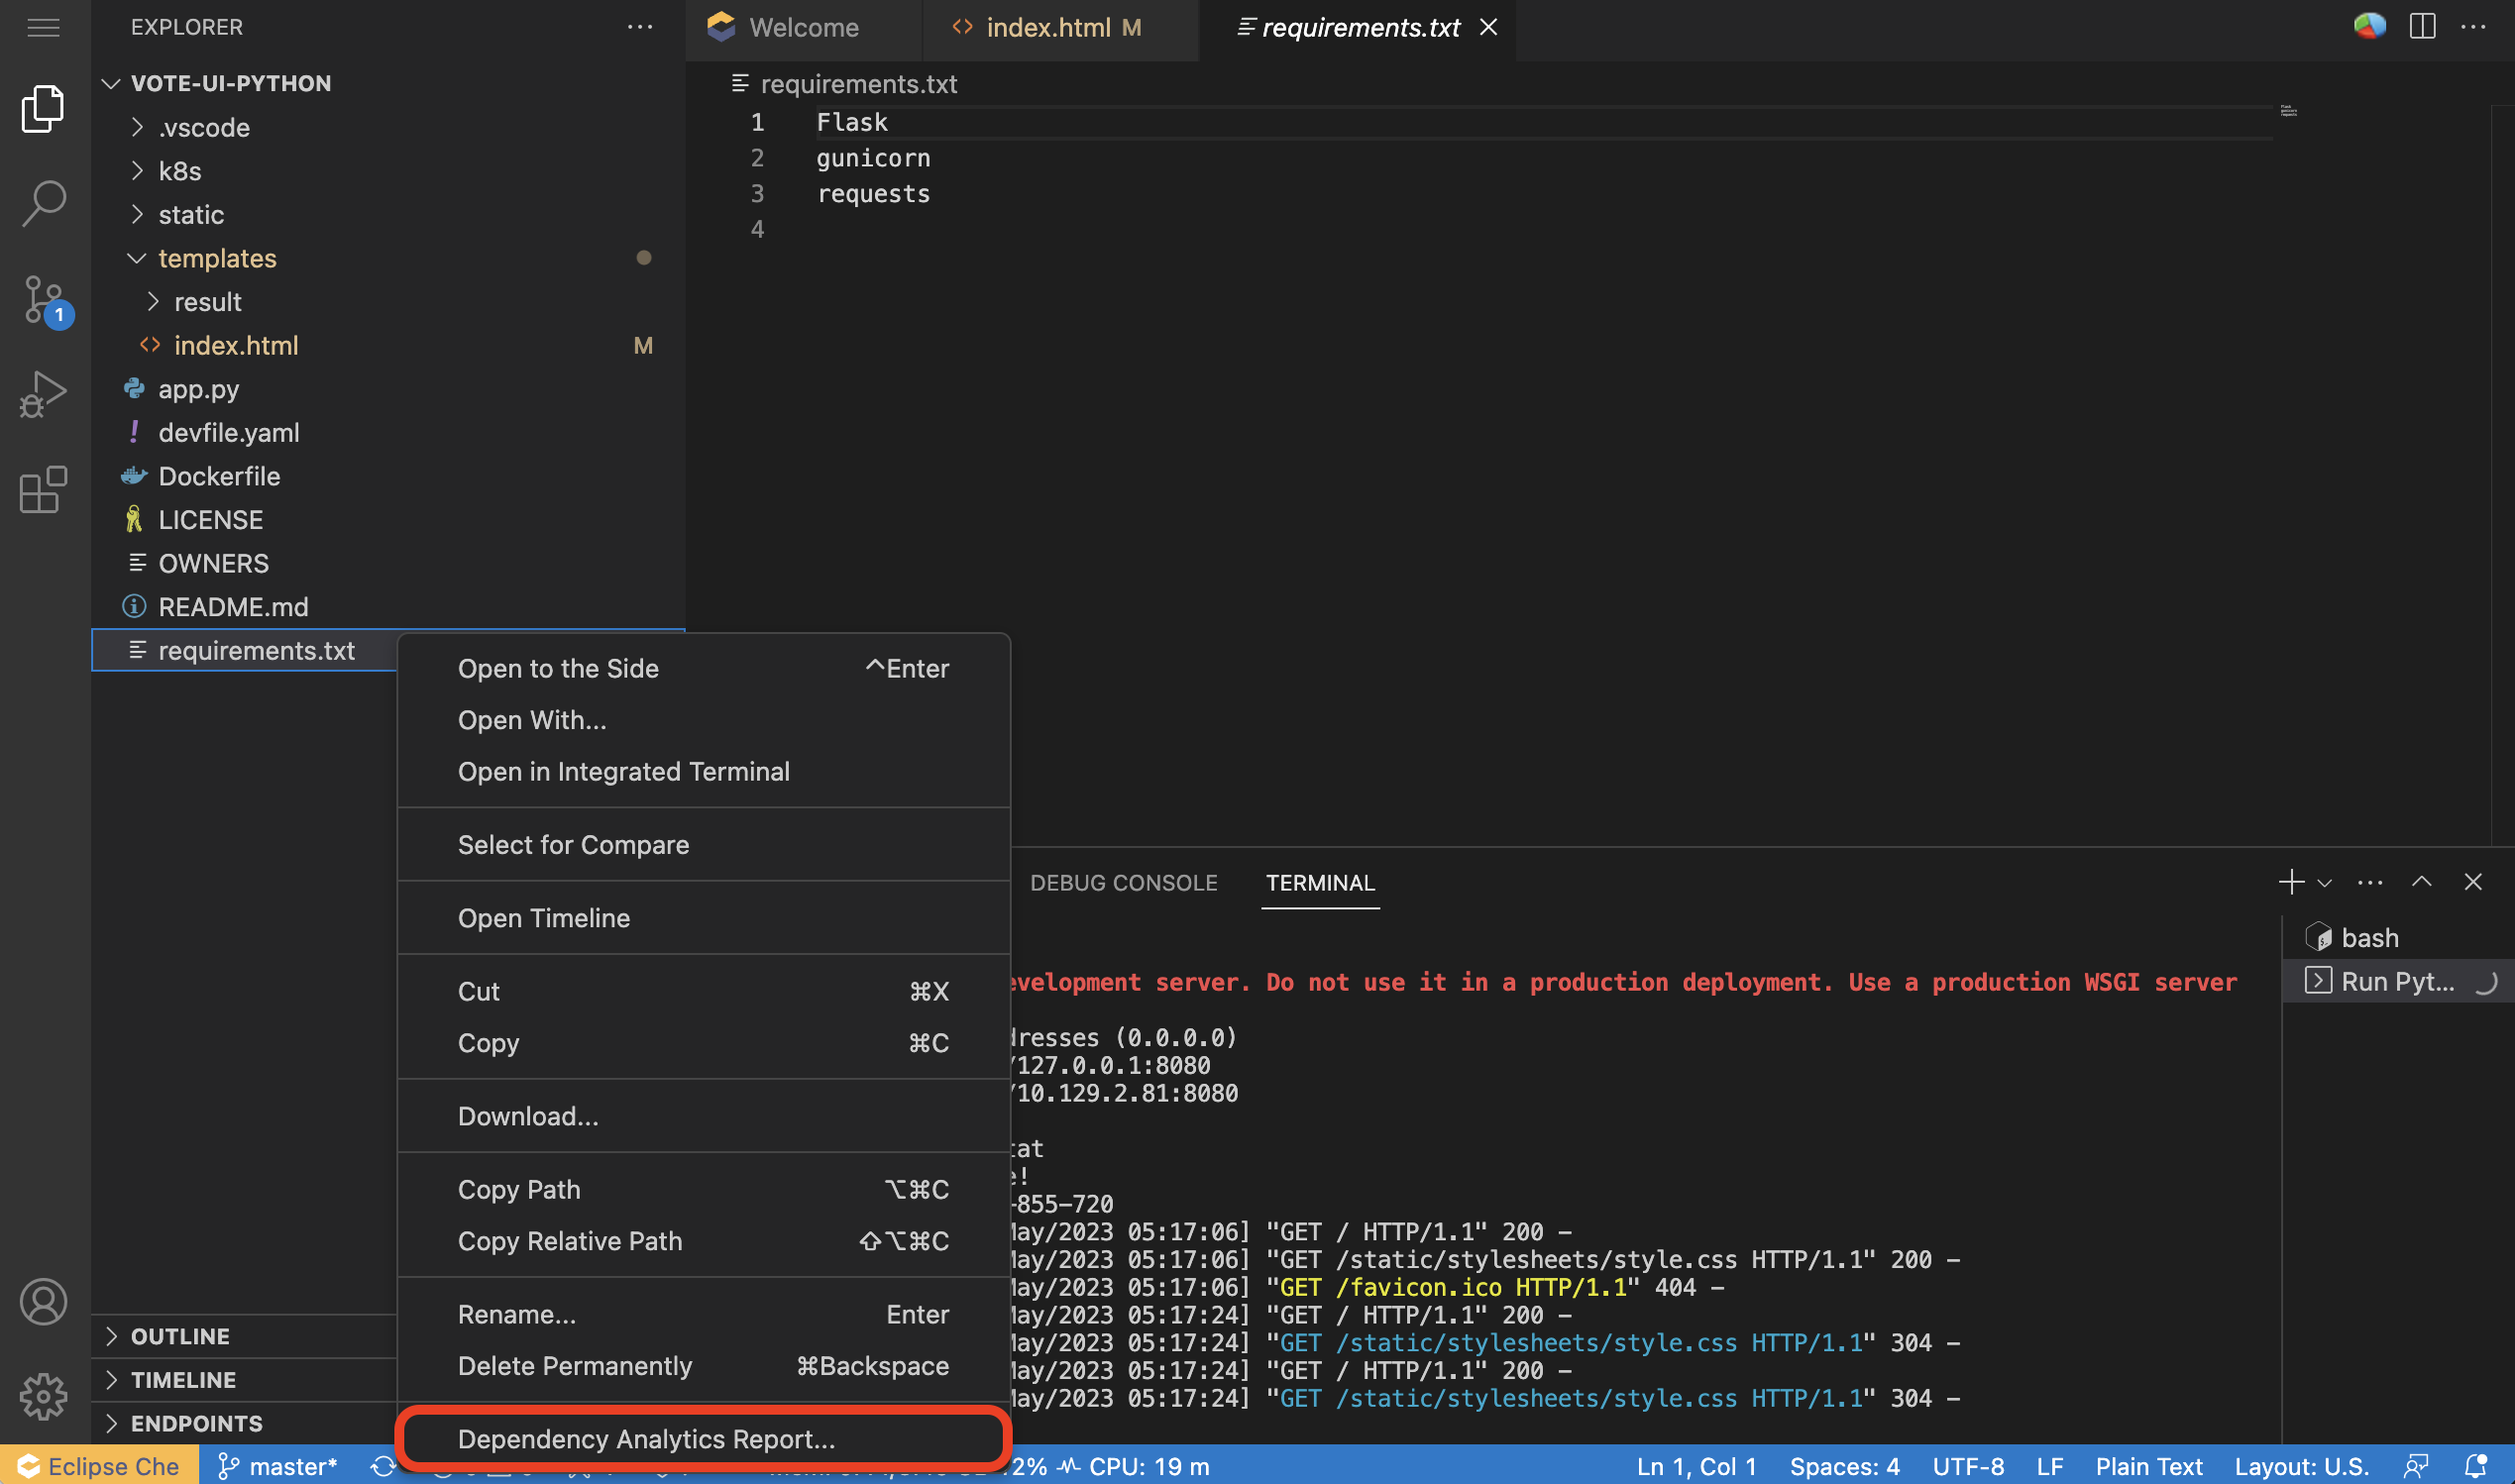 EXPLORER
VOTE-UI-PYTHON
.vscode
k8s
static
templates
result
index.html M
app.py
devfile.yaml
Dockerfile
LICENSE
OWNERS
README.md
requirements.txt
OUTLINE
TIMELINE
ENDPOINTS
1
Welcome
index.html M
requirements.txt
requirements.txt
1 Flask
2 gunicorn
3 requests
4
Open to the Side ^Enter
Open With...
Open in Integrated Terminal
Select for Compare
Open Timeline
Cut ⌘X
Copy ⌘C
Download...
Copy Path ⌥⌘C
Copy Relative Path ⇧⌥⌘C
Rename... Enter
Delete Permanently ⌘Backspace
Dependency Analytics Report...
DEBUG CONSOLE TERMINAL
evelopment server. Do not use it in a production deployment. Use a production WSGI server
dresses (0.0.0.0)
/127.0.0.1:8080
/10.129.2.81:8080
tat
e!
-855-720
May/2023 05:17:06] "GET / HTTP/1.1" 200 -
May/2023 05:17:06] "GET /static/stylesheets/style.css HTTP/1.1" 200 -
May/2023 05:17:06] "GET /favicon.ico HTTP/1.1" 404 -
May/2023 05:17:24] "GET / HTTP/1.1" 200 -
May/2023 05:17:24] "GET /static/stylesheets/style.css HTTP/1.1" 304 -
May/2023 05:17:24] "GET / HTTP/1.1" 200 -
May/2023 05:17:24] "GET /static/stylesheets/style.css HTTP/1.1" 304 -
bash
Run Pyt...
Eclipse Che master* 2% CPU: 19 m Ln 1, Col 1 Spaces: 4 UTF-8 LF Plain Text Layout: U.S.